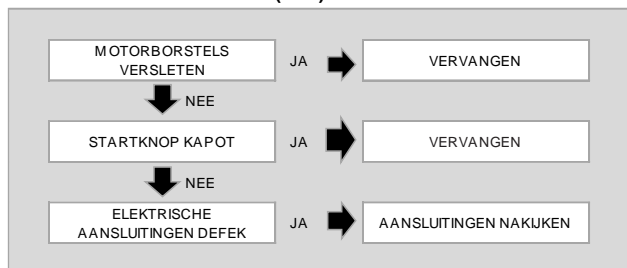 MOTORBORSTELS
VERSLETEN
JA
VERVANGEN
NEE
STARTKNOP KAPOT
JA
VERVANGEN
NEE
ELEKTRISCHE
AANSLUITINGEN DEFEK
JA
AANSLUITINGEN NAKIJKEN